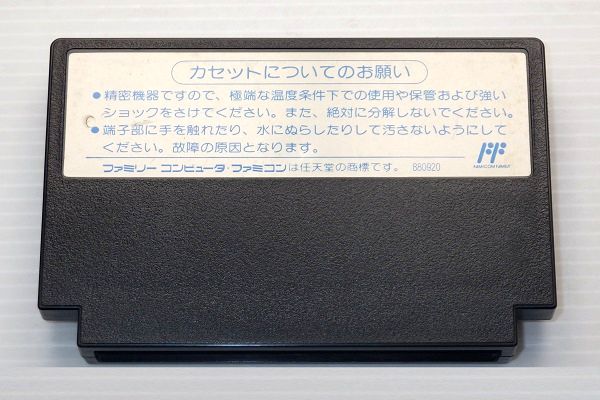 カセットについてのお願い
●精密機器ですので、極端な温度条件下での使用や保管および強い
ショックをさけてください。また、絶対に分解しないでください。
●端子部に手を触れたり、水にぬらしたりして汚さないようにして
ください。故障の原因となります。
ファミリー コンピュータ・ファミコンは任天堂の商標です。 880920